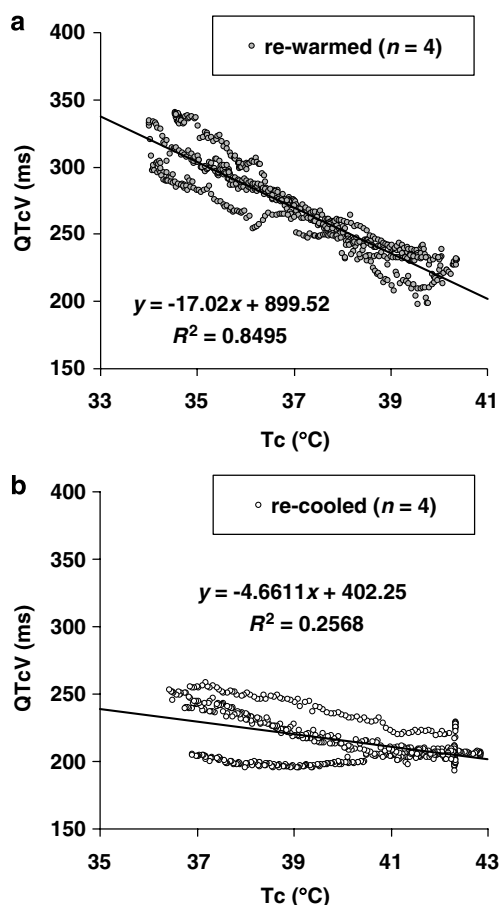 a
400
re-warmed (n = 4)
350
300
250
200
150
QTcV (ms)
y = -17.02x + 899.52
R² = 0.8495
33 35 37 39 41
Tc (°C)
b
400
re-cooled (n = 4)
350
300
250
200
150
QTcV (ms)
y = -4.6611x + 402.25
R² = 0.2568
35 37 39 41 43
Tc (°C)